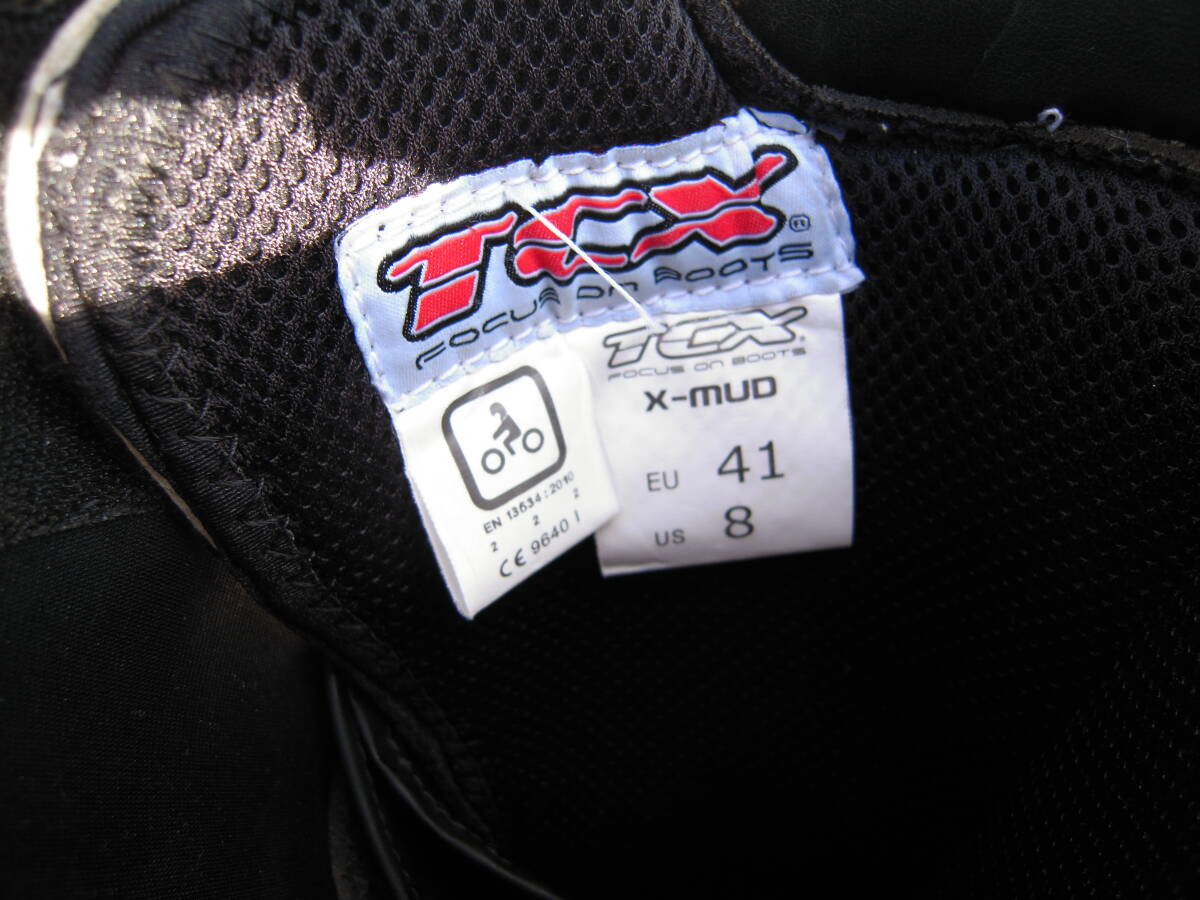 TCX®
FOCUS ON BOOTS
TCX®
FOCUS ON BOOTS
X-MUD
EU 41
US 8
EN 13634:2010
2 2 2
CE 9640 I